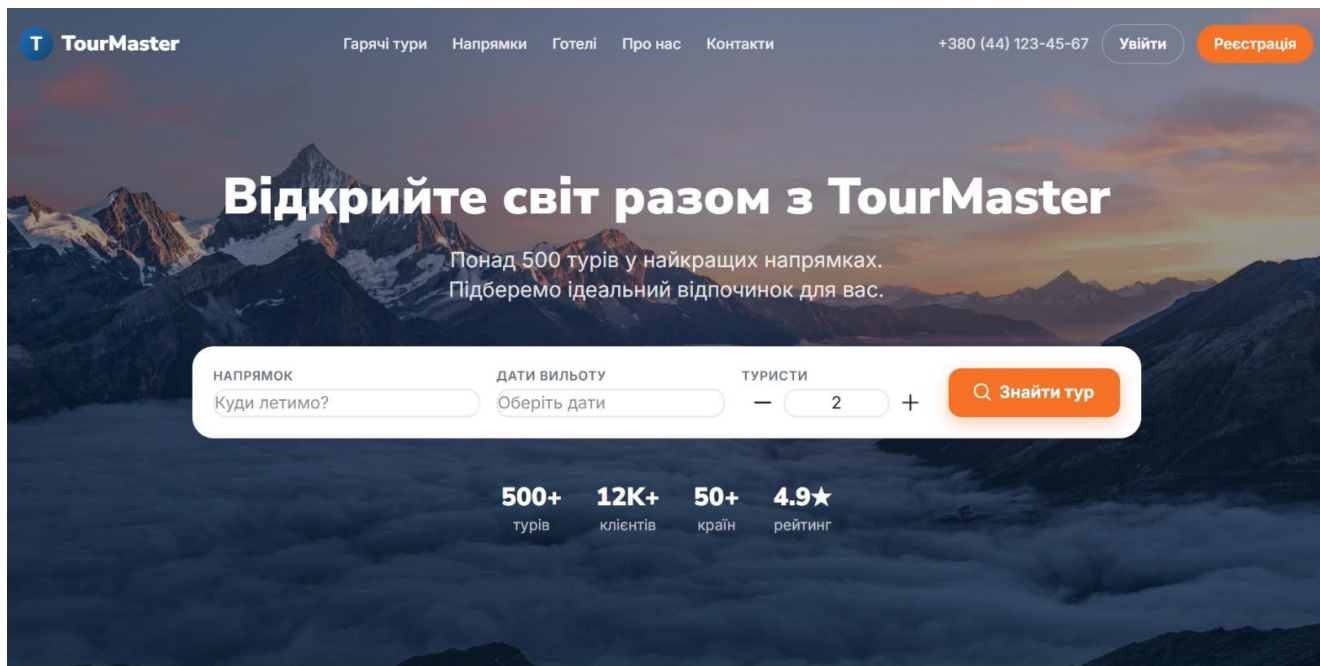 T TourMaster
Гарячі тури Напрямки Готелі Про нас Контакти
+380 (44) 123-45-67 Увійти Реєстрація
Відкрийте світ разом з TourMaster
Понад 500 турів у найкращих напрямках.
Підберемо ідеальний відпочинок для вас.
НАПРЯМОК
Куди летимо?
ДАТИ ВИЛЬОТУ
Оберіть дати
ТУРИСТИ
— 2 +
Знайти тур
500+ 12K+ 50+ 4.9★
турів клієнтів країн рейтинг